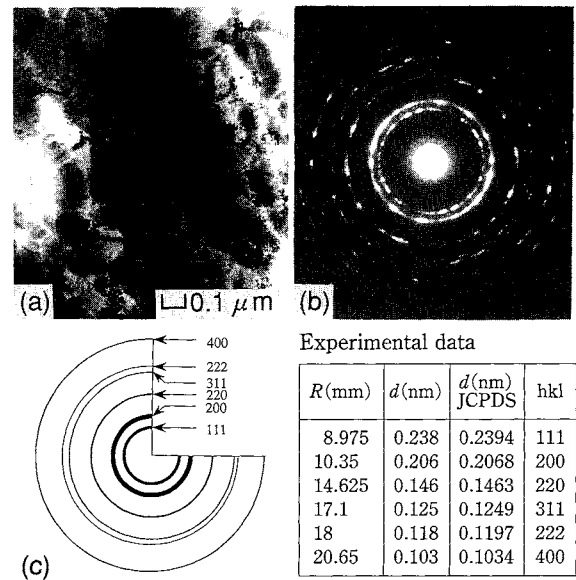 (a)
0.1 μm
(b)
400
222
311
220
200
111
(c)
Experimental data
R(mm) d(nm) d(nm) JCPDS hkl
8.975 0.238 0.2394 111
10.35 0.206 0.2068 200
14.625 0.146 0.1463 220
17.1 0.125 0.1249 311
18 0.118 0.1197 222
20.65 0.103 0.1034 400